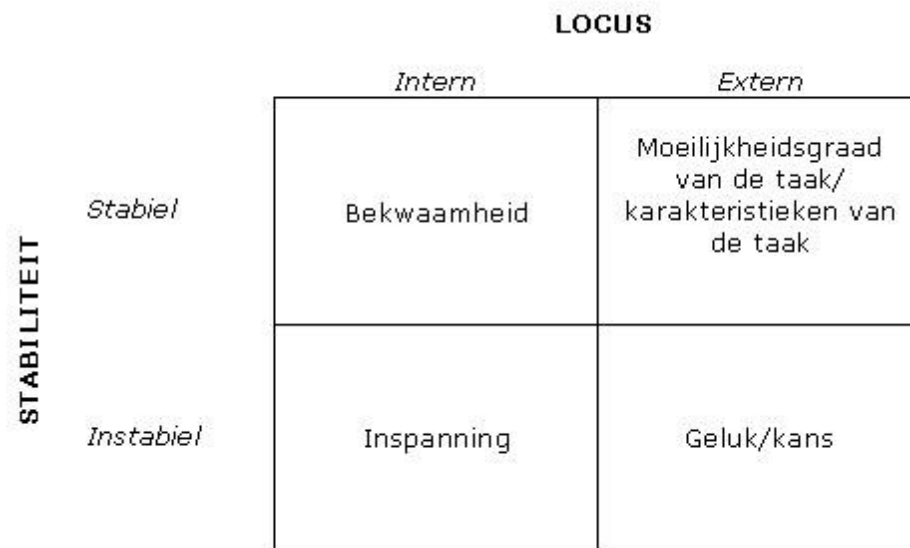 LOCUS
Intern Extern
STABILITEIT
Stabiel
Bekwaamheid
Moeilijkheidsgraad
van de taak/
karakteristieken van
de taak
Instabiel
Inspanning
Geluk/kans